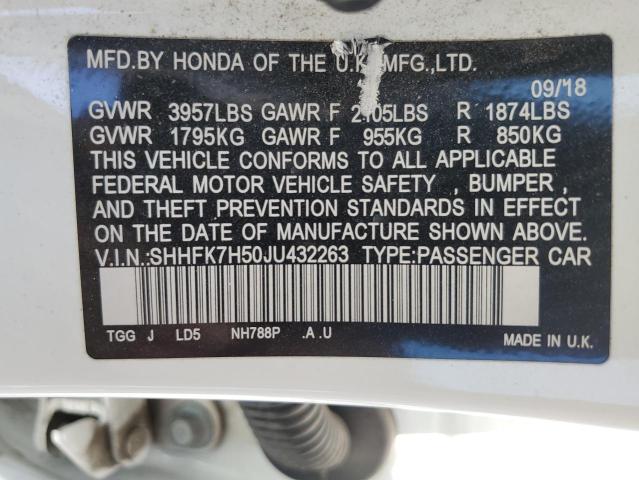 MFD.BY HONDA OF THE U.K. MFG.,LTD.
09/18
GVWR 3957LBS GAWR F 2105LBS R 1874LBS
GVWR 1795KG GAWR F 955KG R 850KG
THIS VEHICLE CONFORMS TO ALL APPLICABLE
FEDERAL MOTOR VEHICLE SAFETY , BUMPER ,
AND THEFT PREVENTION STANDARDS IN EFFECT
ON THE DATE OF MANUFACTURE SHOWN ABOVE.
V.I.N.:SHHFK7H50JU432263 TYPE:PASSENGER CAR
TGG J LD5 NH788P .A .U MADE IN U.K.